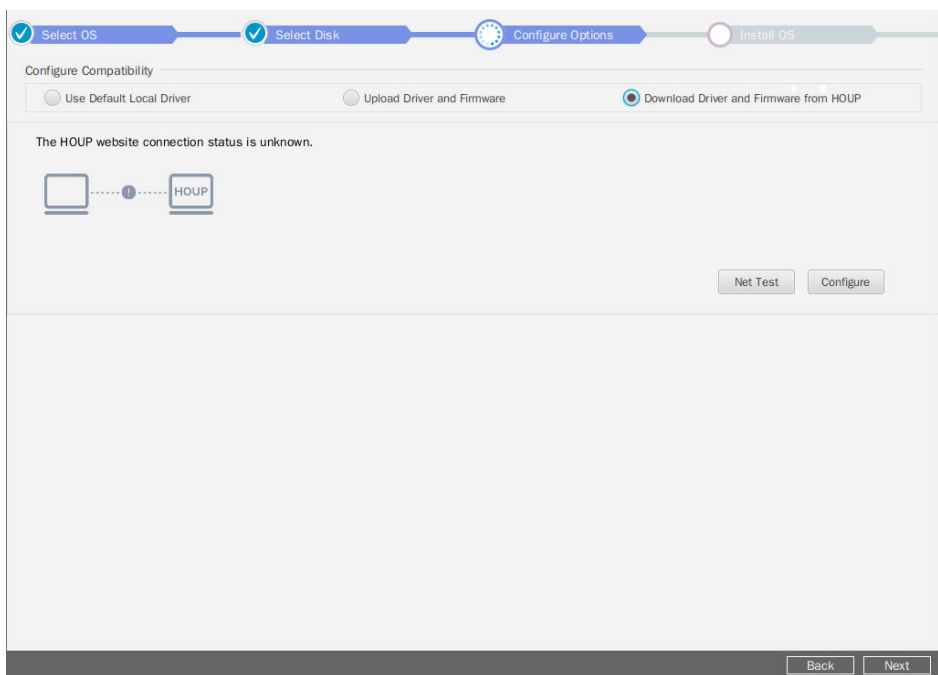 Select OS Select Disk Configure Options Install OS
Configure Compatibility
Use Default Local Driver Upload Driver and Firmware Download Driver and Firmware from HOUP
The HOUP website connection status is unknown.
! HOUP
Net Test Configure
Back Next